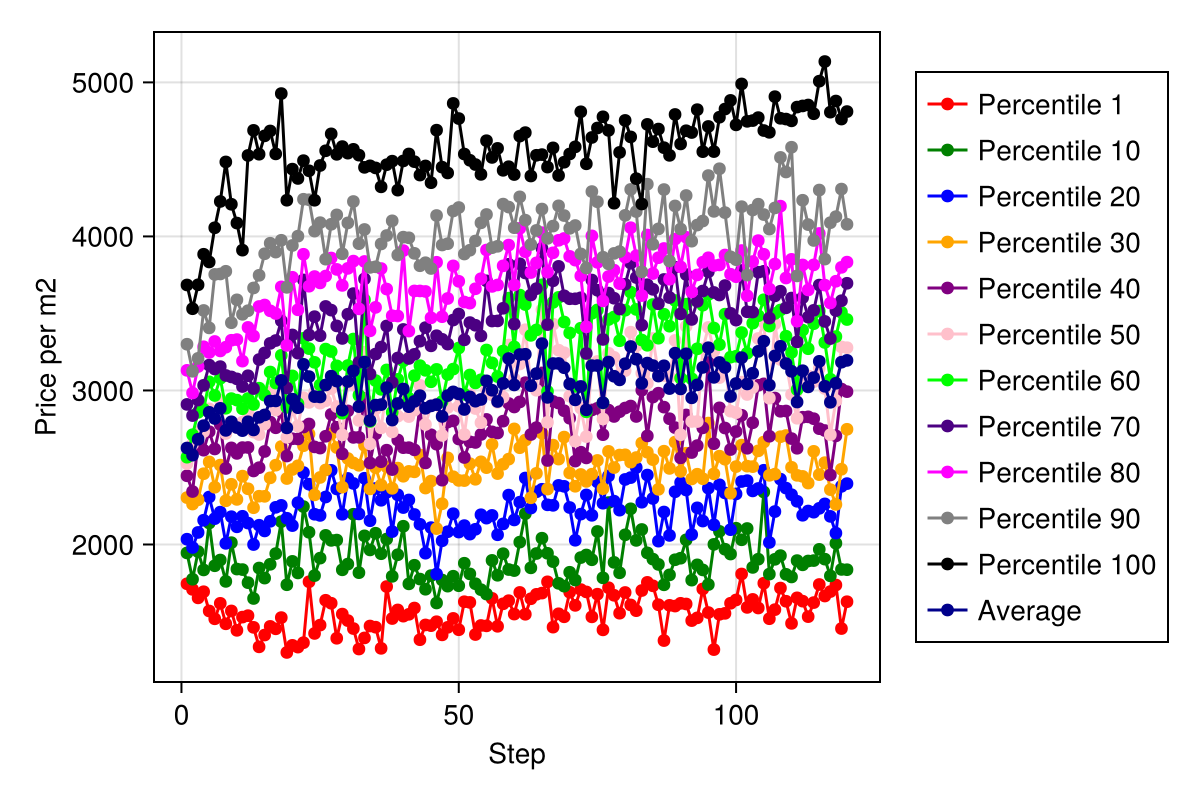 5000
4000
3000
2000
Price per m2
0
50
100
Step
Percentile 1
Percentile 10
Percentile 20
Percentile 30
Percentile 40
Percentile 50
Percentile 60
Percentile 70
Percentile 80
Percentile 90
Percentile 100
Average